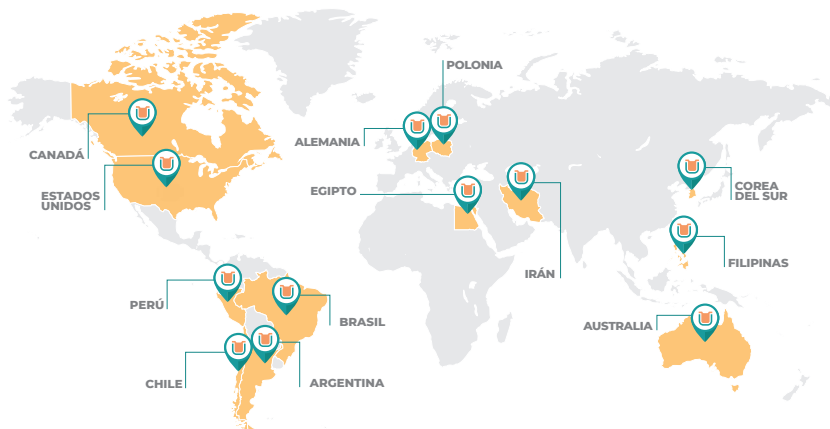 POLONIA
ALEMANIA
CANADÁ
EGIPTO
ESTADOS
UNIDOS
COREA
DEL SUR
IRÁN
FILIPINAS
PERÚ
BRASIL
AUSTRALIA
CHILE
ARGENTINA